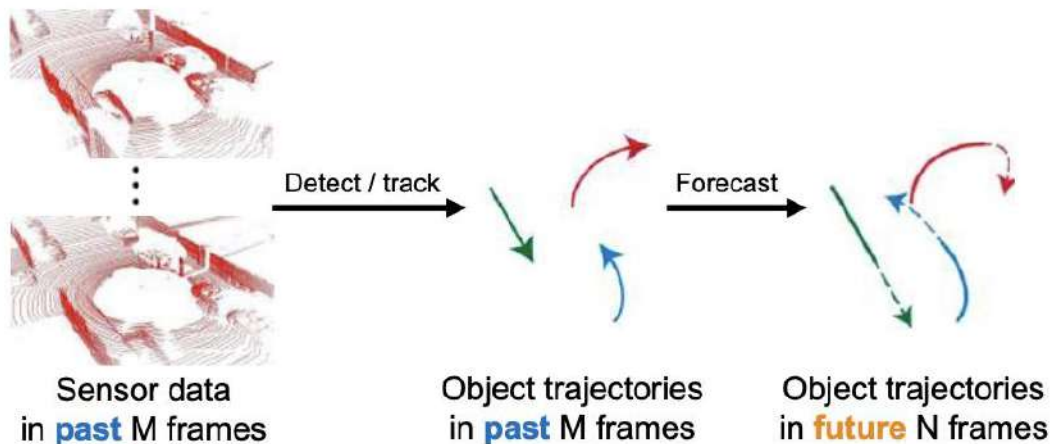 Detect / track
Forecast
Sensor data
in past M frames
Object trajectories
in past M frames
Object trajectories
in future N frames